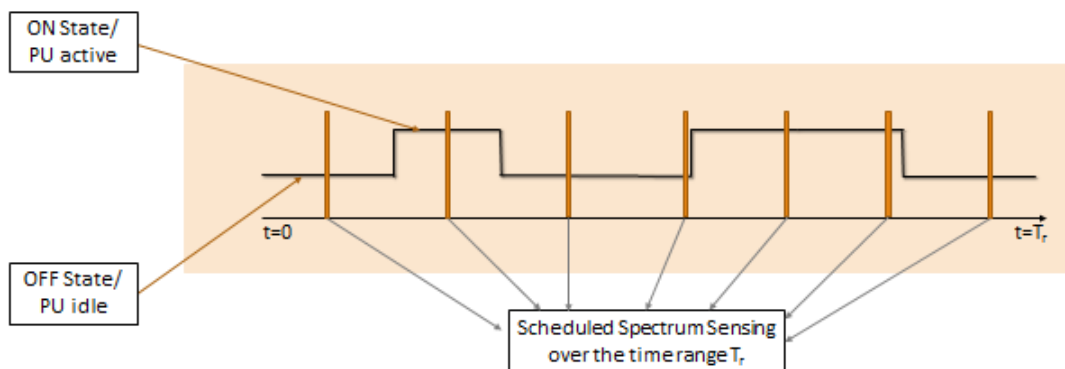 ON State/
PU active
t=0
t=Tᵣ
OFF State/
PU idle
Scheduled Spectrum Sensing
over the time range Tᵣ